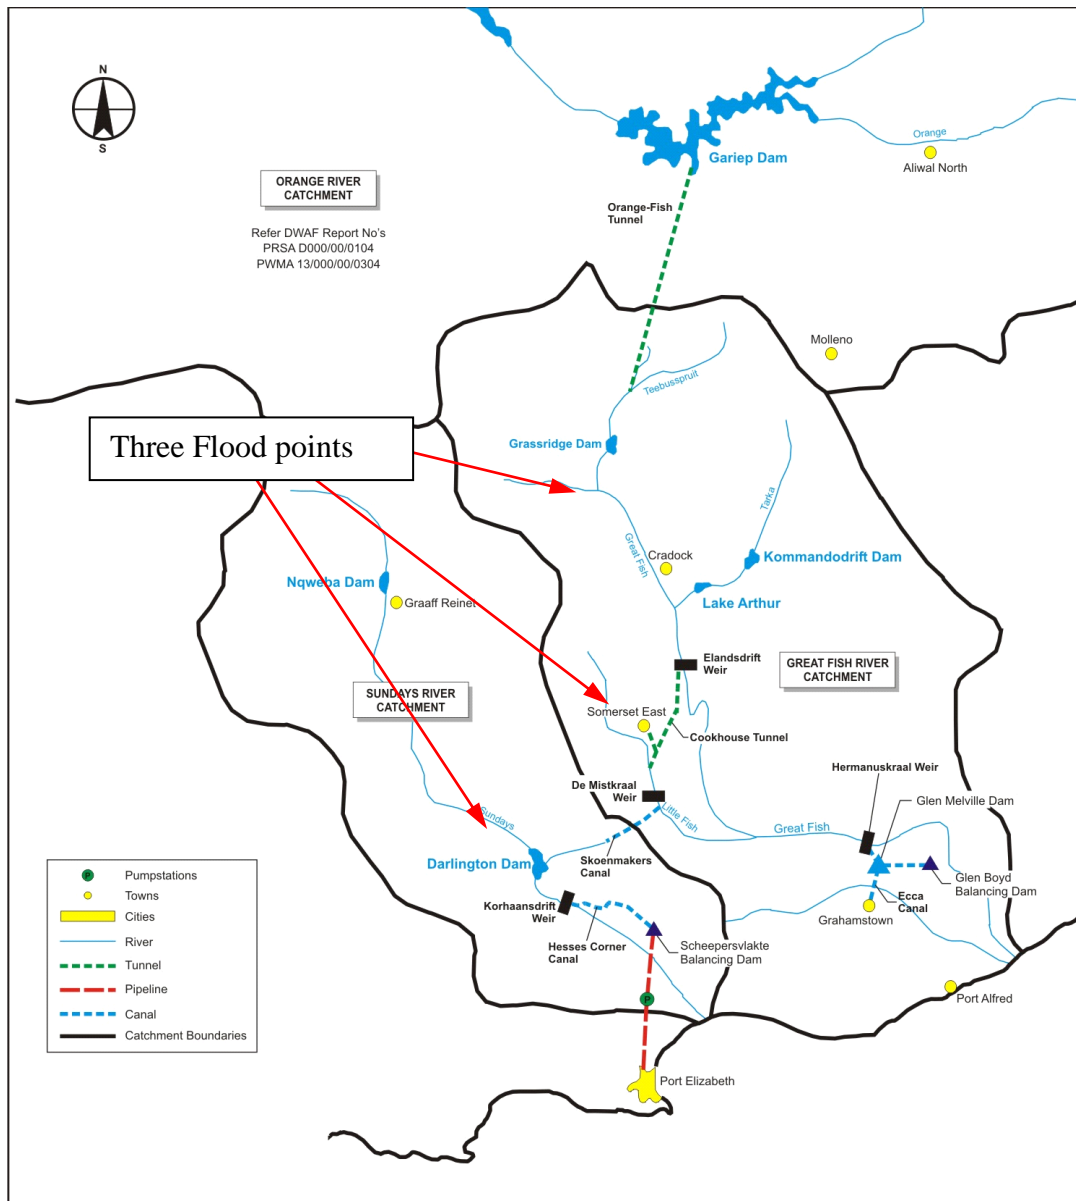 N
S
ORANGE RIVER
CATCHMENT
Refer DWAF Report No's
PRSA D000/00/0104
PWMA 13/000/00/0304
Gariep Dam
Orange
Aliwal North
Orange-Fish
Tunnel
Molleno
Teebusspruit
Three Flood points
Grassridge Dam
Tarka
Great Fish
Cradock
Kommandodrift Dam
Nqweba Dam
Graaff Reinet
Lake Arthur
Elandsdrift
Weir
GREAT FISH RIVER
CATCHMENT
SUNDAYS RIVER
CATCHMENT
Somerset East
Cookhouse Tunnel
Hermanuskraal Weir
De Mistkraal
Weir
Glen Melville Dam
Sundays
Little Fish
Great Fish
Darlington Dam
Skoenmakers
Canal
Glen Boyd
Balancing Dam
Ecca
Canal
Korhaansdrift
Weir
Grahamstown
Hesses Corner
Canal
Scheepersvlakte
Balancing Dam
P
Port Alfred
Port Elizabeth
P
Pumpstations
Towns
Cities
River
Tunnel
Pipeline
Canal
Catchment Boundaries